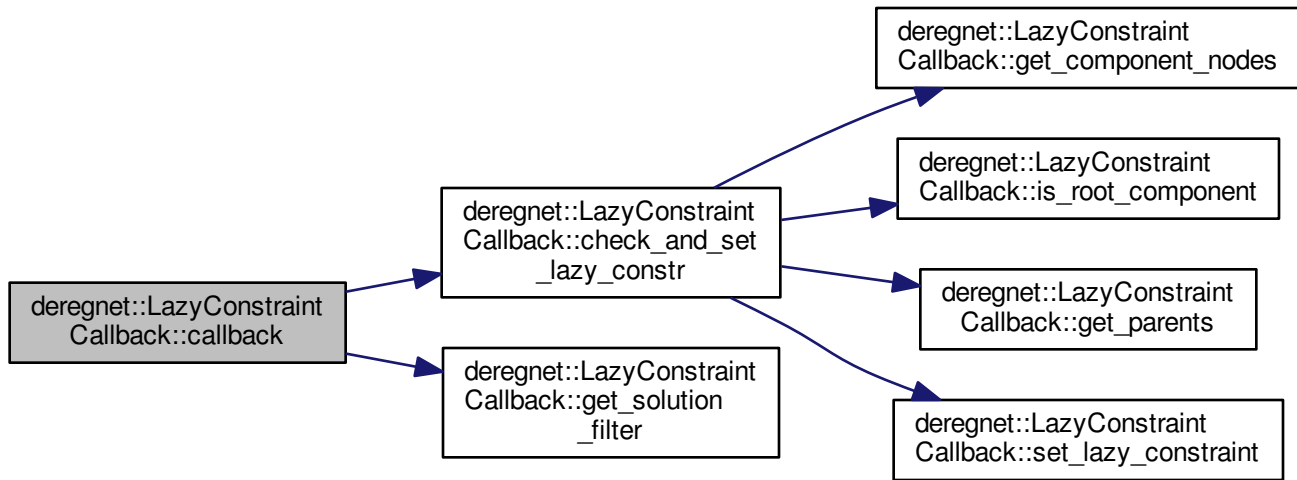 deregnet::LazyConstraint
Callback::callback
deregnet::LazyConstraint
Callback::check_and_set
_lazy_constr
deregnet::LazyConstraint
Callback::get_solution
_filter
deregnet::LazyConstraint
Callback::get_component_nodes
deregnet::LazyConstraint
Callback::is_root_component
deregnet::LazyConstraint
Callback::get_parents
deregnet::LazyConstraint
Callback::set_lazy_constraint